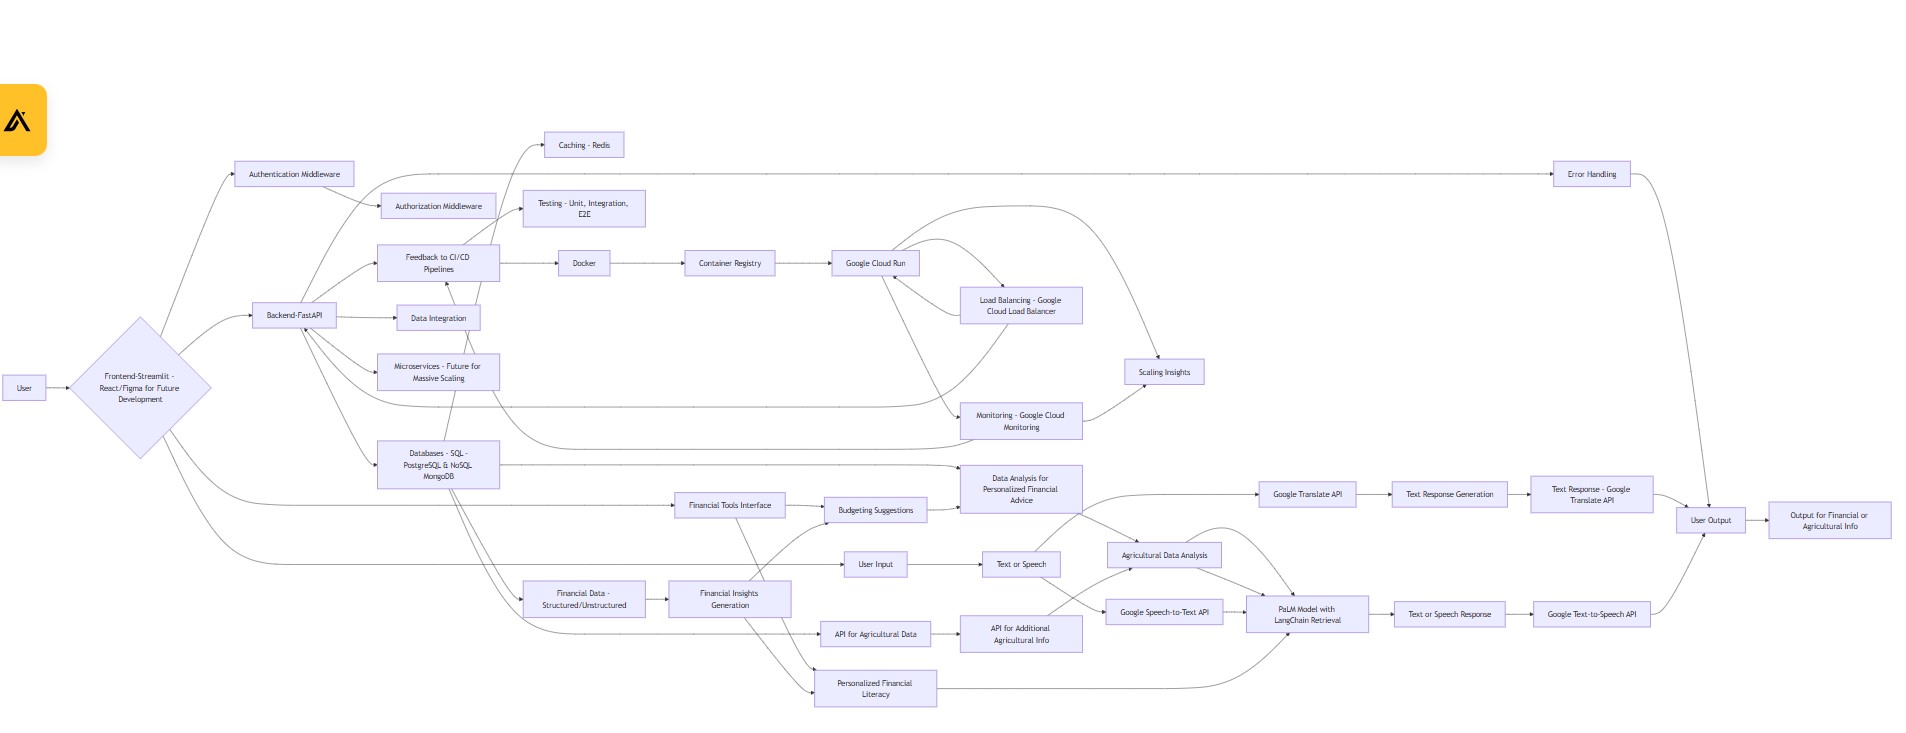 Caching - Redis
Authentication Middleware
Error Handling
Authorization Middleware
Testing - Unit, Integration,
E2E
Feedback to CI/CD
Pipelines
Docker
Container Registry
Google Cloud Run
Load Balancing - Google
Cloud Load Balancer
Backend-FastAPI
Data Integration
Microservices - Future for
Massive Scaling
Scaling Insights
User
Frontend-Streamlit -
React/Figma for Future
Development
Monitoring - Google Cloud
Monitoring
Databases - SQL -
PostgreSQL & NoSQL
MongoDB
Data Analysis for
Personalized Financial
Advice
Financial Tools Interface
Budgeting Suggestions
Google Translate API
Text Response Generation
Text Response - Google
Translate API
User Output
Output for Financial or
Agricultural Info
User Input
Text or Speech
Agricultural Data Analysis
Financial Data -
Structured/Unstructured
Financial Insights
Generation
Google Speech-to-Text API
PaLM Model with
LangChain Retrieval
Text or Speech Response
Google Text-to-Speech API
API for Agricultural Data
API for Additional
Agricultural Info
Personalized Financial
Literacy